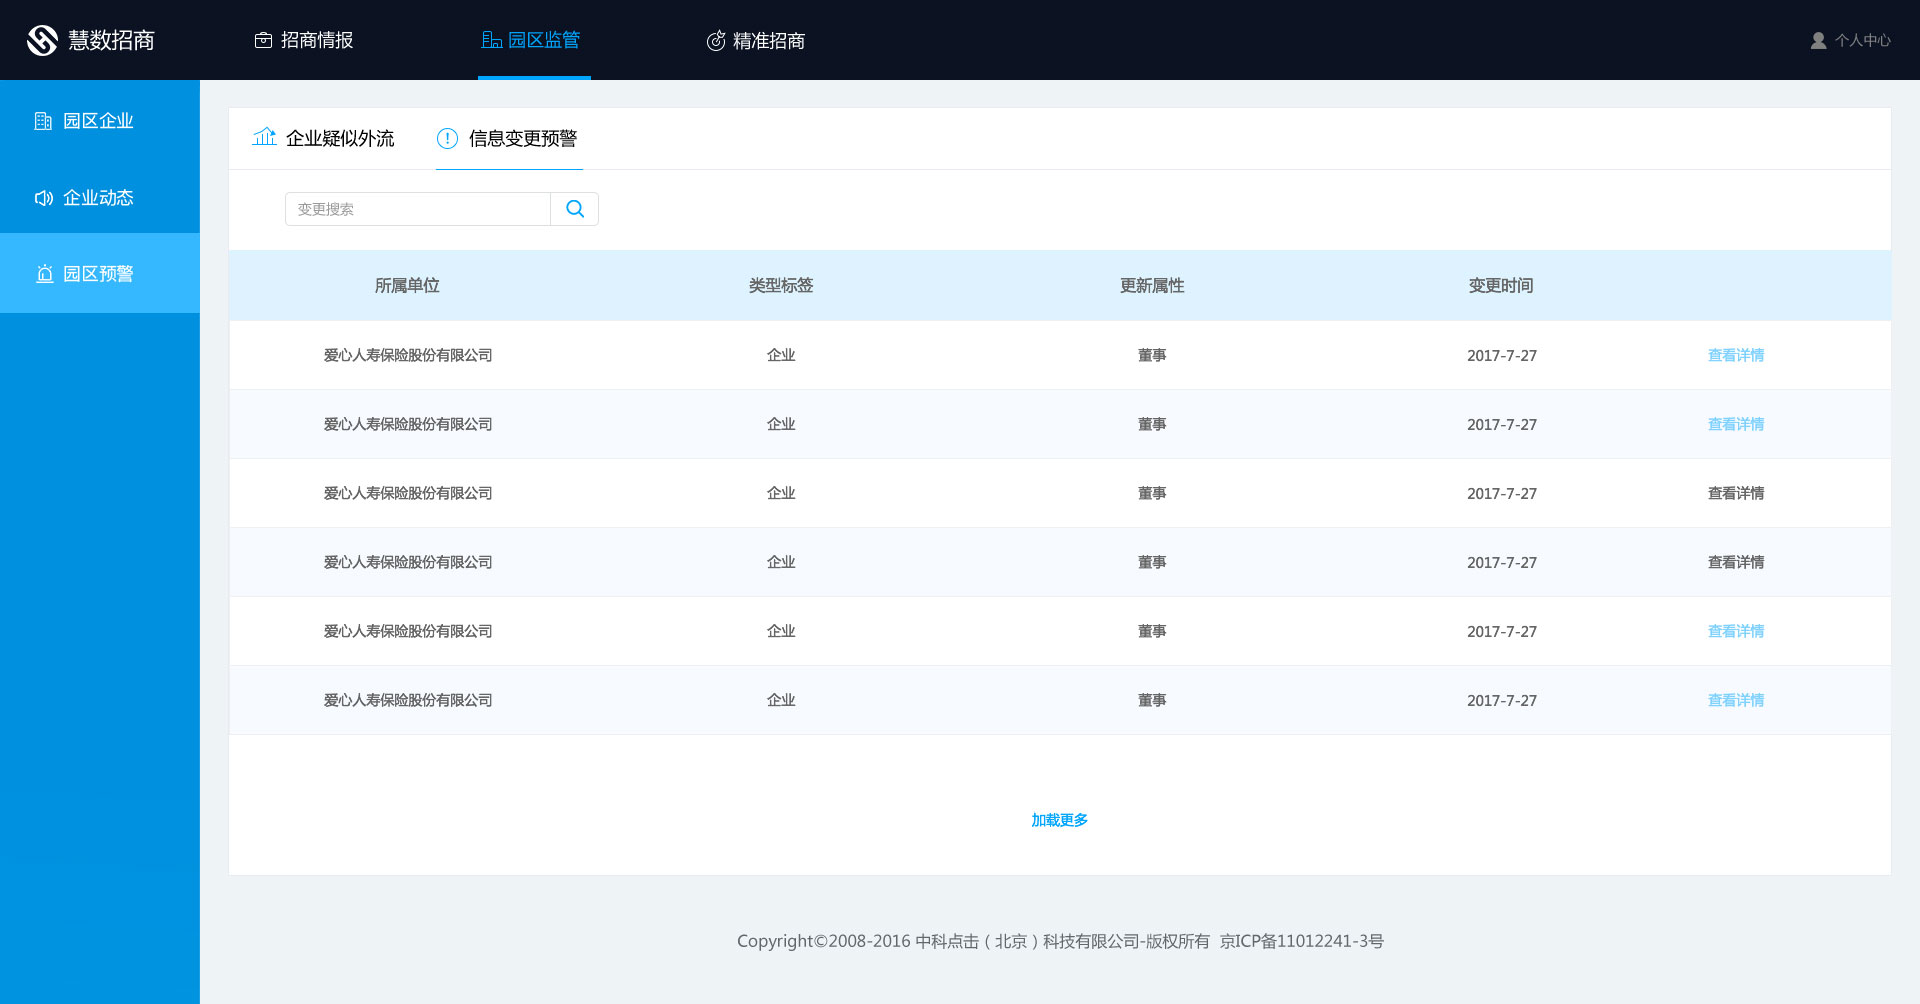 慧数招商
招商情报
园区监管
精准招商
个人中心
园区企业
企业动态
园区预警
企业疑似外流
信息变更预警
变更搜索
所属单位 类型标签 更新属性 变更时间
爱心人寿保险股份有限公司 企业 董事 2017-7-27 查看详情
爱心人寿保险股份有限公司 企业 董事 2017-7-27 查看详情
爱心人寿保险股份有限公司 企业 董事 2017-7-27 查看详情
爱心人寿保险股份有限公司 企业 董事 2017-7-27 查看详情
爱心人寿保险股份有限公司 企业 董事 2017-7-27 查看详情
爱心人寿保险股份有限公司 企业 董事 2017-7-27 查看详情
加载更多
Copyright©2008-2016 中科点击（北京）科技有限公司-版权所有 京ICP备11012241-3号